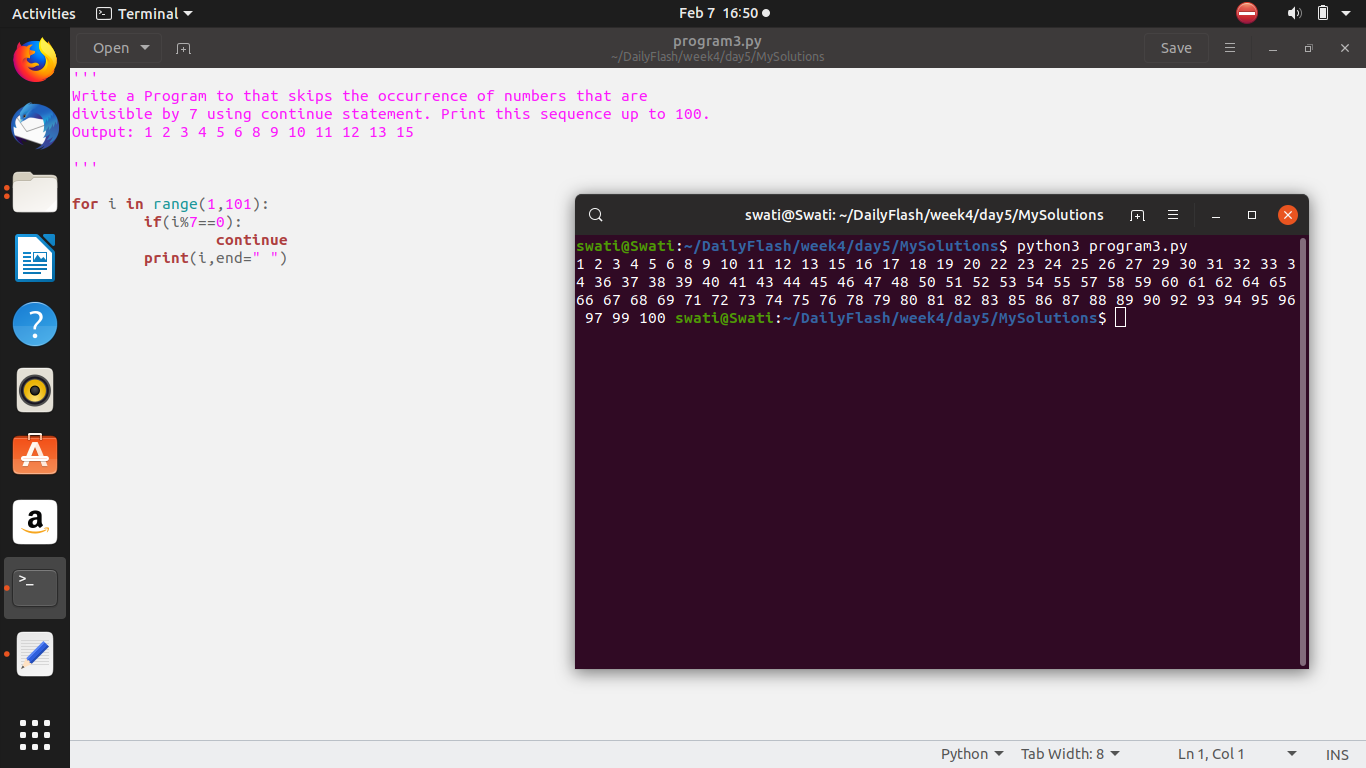 Activities
Terminal
Feb 7 16:50
Open
program3.py
~/DailyFlash/week4/day5/MySolutions
Save
'''
Write a Program to that skips the occurrence of numbers that are
divisible by 7 using continue statement. Print this sequence up to 100.
Output: 1 2 3 4 5 6 8 9 10 11 12 13 15
'''
for i in range(1,101):
if(i%7==0):
continue
print(i,end=" ")
swati@Swati: ~/DailyFlash/week4/day5/MySolutions
swati@Swati:~/DailyFlash/week4/day5/MySolutions$ python3 program3.py
1 2 3 4 5 6 8 9 10 11 12 13 15 16 17 18 19 20 22 23 24 25 26 27 29 30 31 32 33 3
4 36 37 38 39 40 41 43 44 45 46 47 48 50 51 52 53 54 55 57 58 59 60 61 62 64 65
66 67 68 69 71 72 73 74 75 76 78 79 80 81 82 83 85 86 87 88 89 90 92 93 94 95 96
97 99 100 swati@Swati:~/DailyFlash/week4/day5/MySolutions$
?
A
a
>_
Python
Tab Width: 8
Ln 1, Col 1
INS